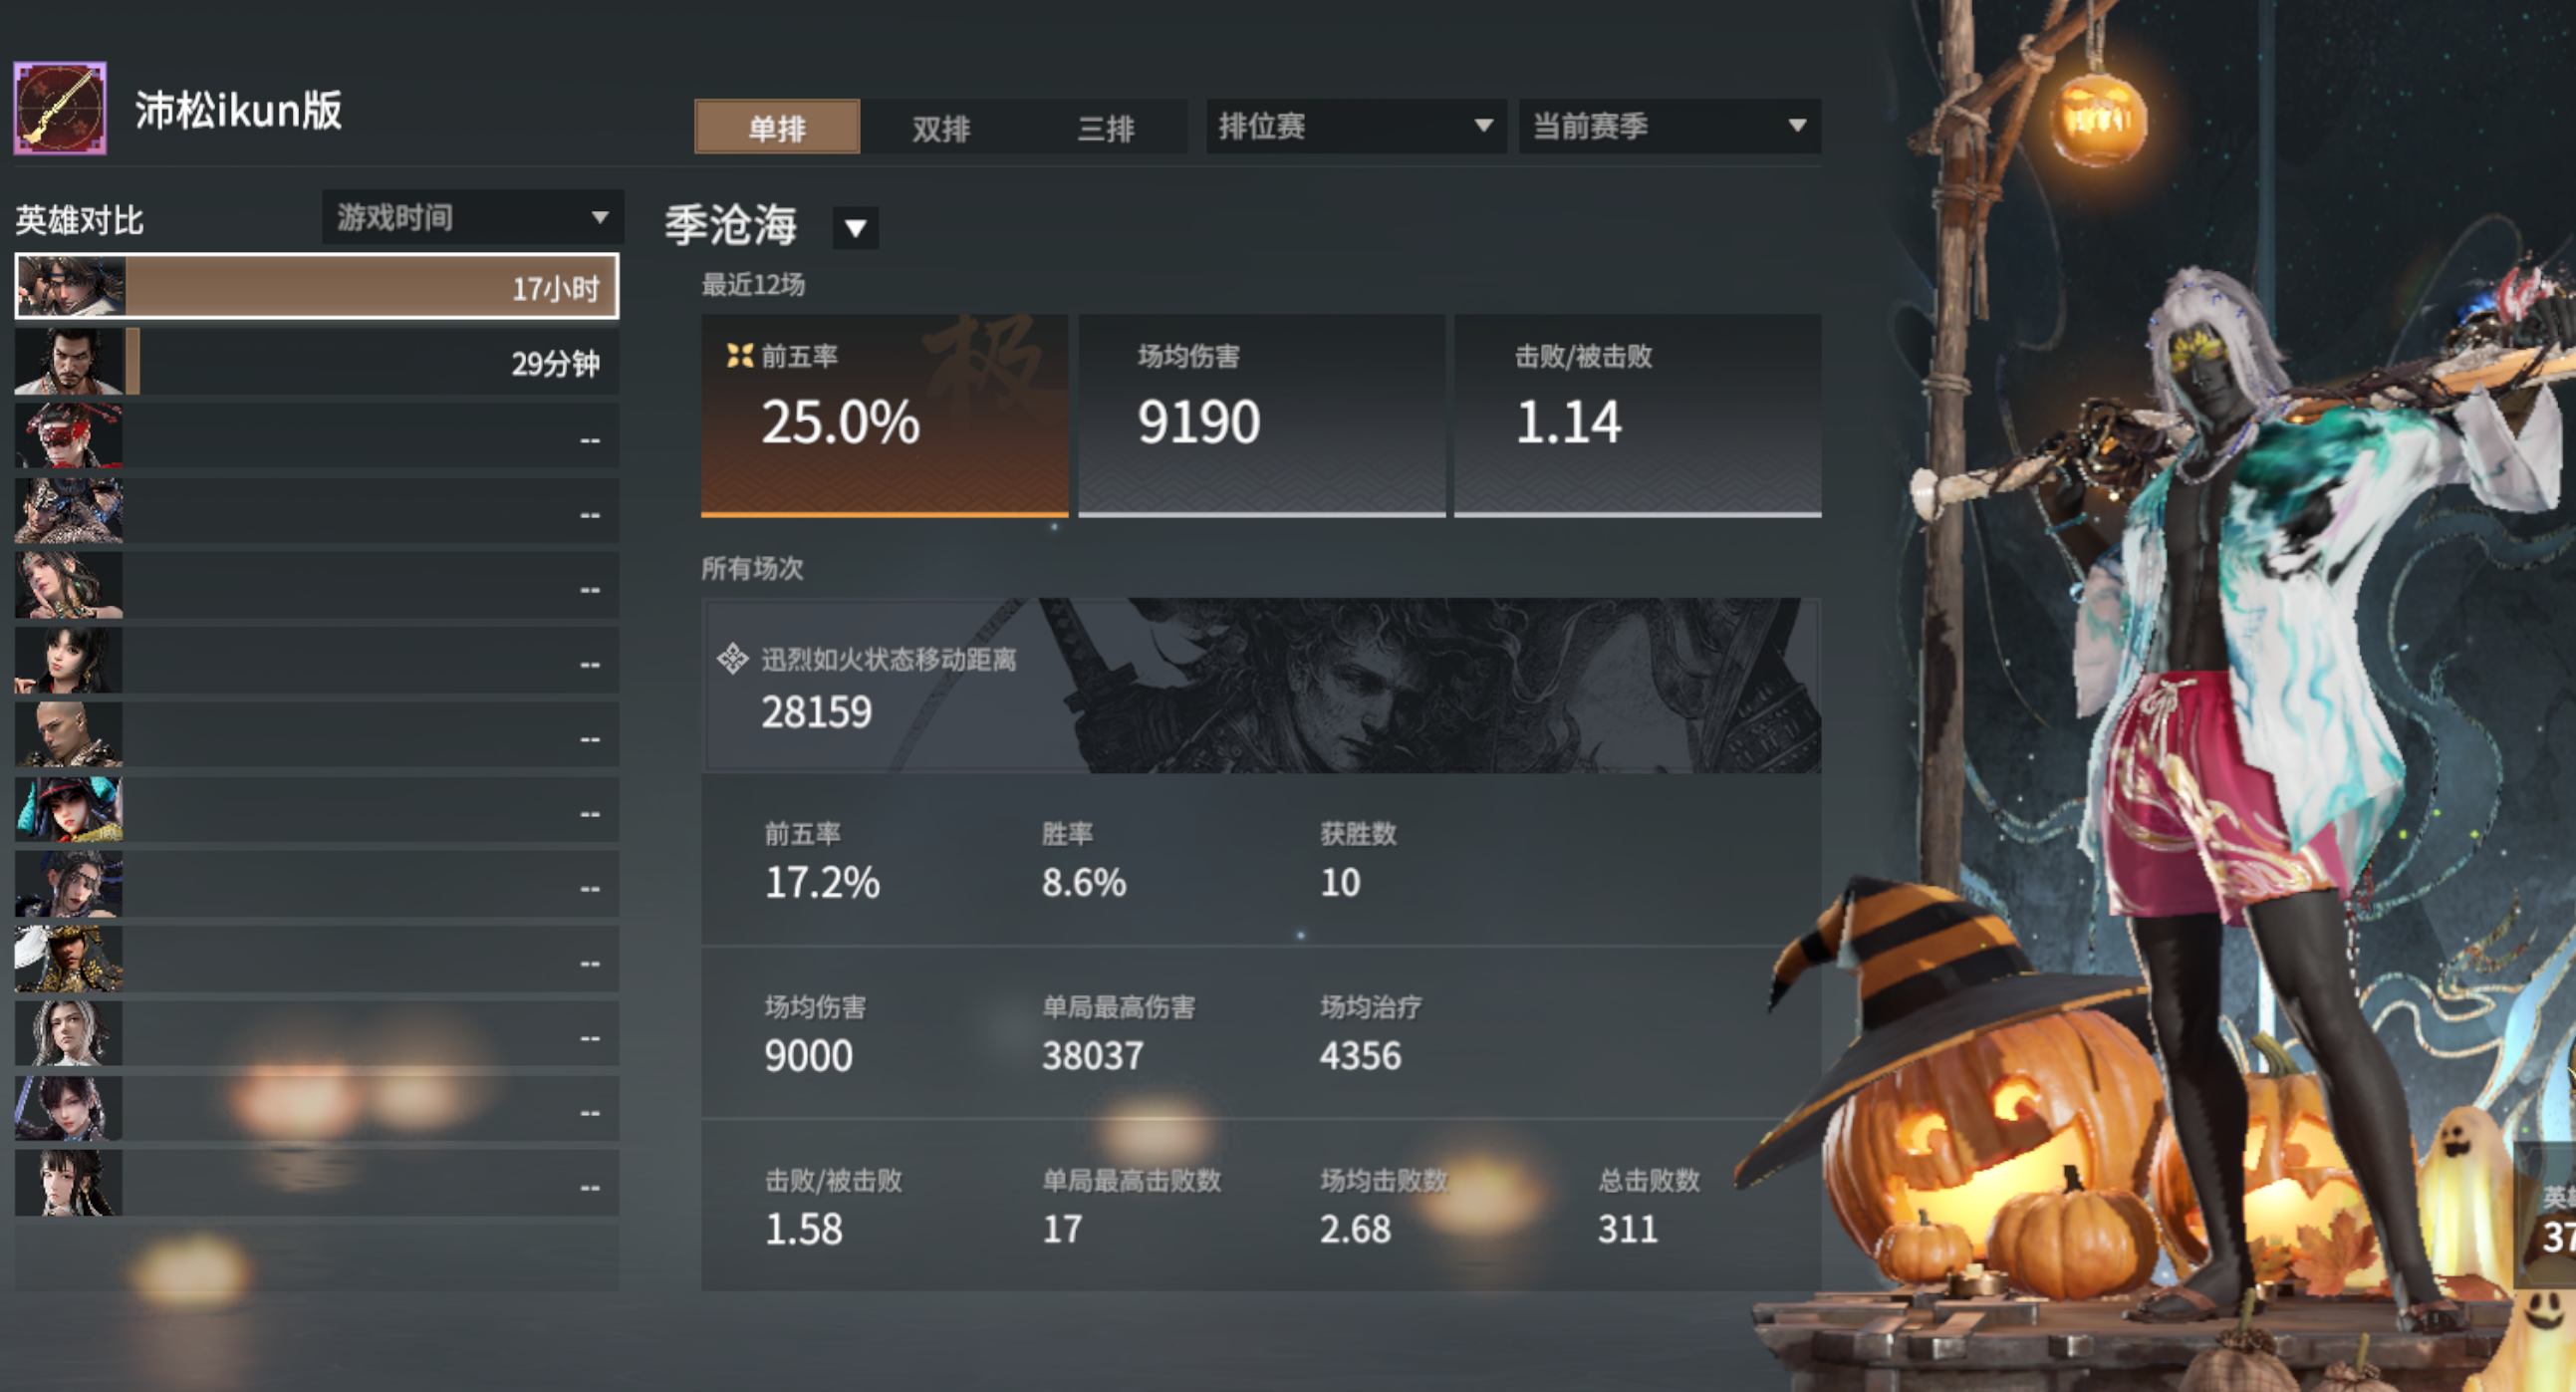 沛松ikun版
单排 双排 三排 排位赛 当前赛季
英雄对比 游戏时间
17小时
29分钟
--
--
--
--
--
--
--
--
--
--
--
季沧海
最近12场
极
前五率 场均伤害 击败/被击败
25.0% 9190 1.14
所有场次
迅烈如火状态移动距离
28159
前五率 胜率 获胜数
17.2% 8.6% 10
场均伤害 单局最高伤害 场均治疗
9000 38037 4356
击败/被击败 单局最高击败数 场均击败数 总击败数
1.58 17 2.68 311
英
37